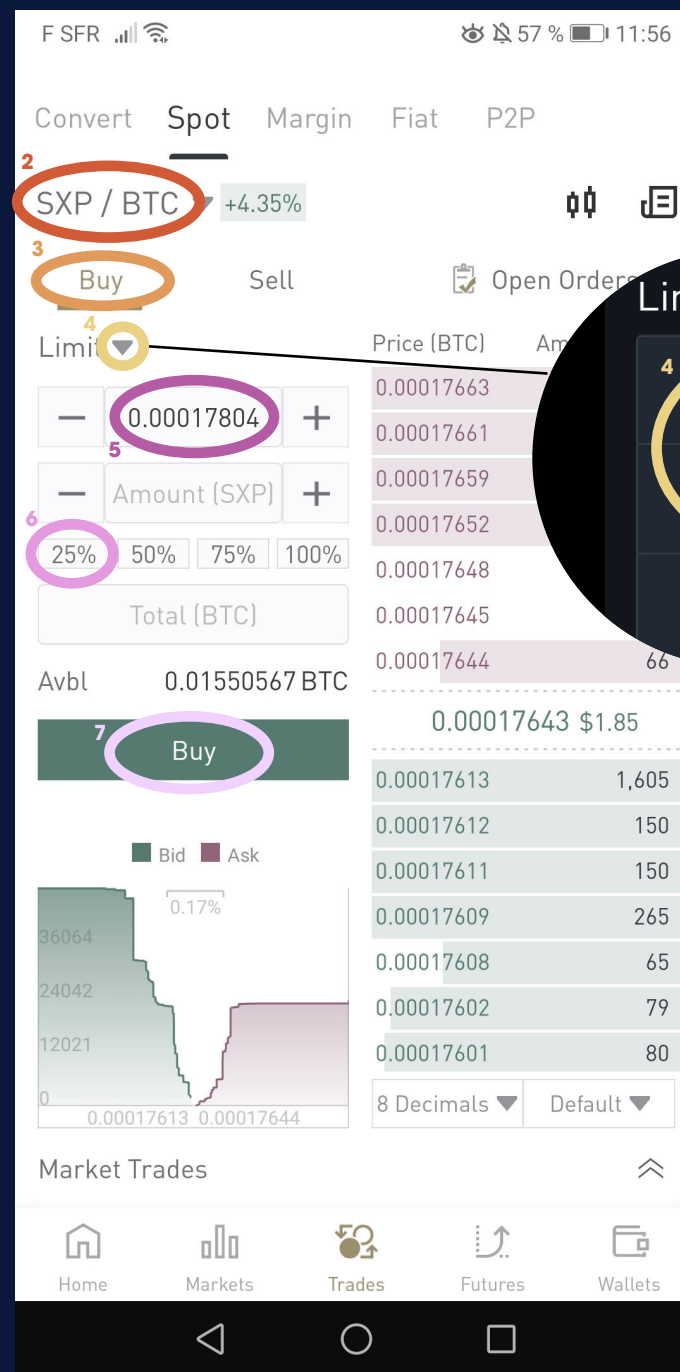 F SFR 57 % 11:56
Convert Spot Margin Fiat P2P
2
SXP / BTC +4.35%
3
Buy Sell Open Orders
4
Limit
Price (BTC)
0.00017663
0.00017661
0.00017659
0.00017652
0.00017648
0.00017645
0.00017644 66
4
0.00017804
5
Amount (SXP)
6
25% 50% 75% 100%
Total (BTC)
Avbl 0.01550567 BTC
7
Buy
0.00017643 $1.85
0.00017613 1,605
0.00017612 150
0.00017611 150
0.00017609 265
0.00017608 65
0.00017602 79
0.00017601 80
Bid Ask
0.17%
36064
24042
12021
0
0.00017613 0.00017644
8 Decimals Default
Market Trades
Home Markets Trades Futures Wallets